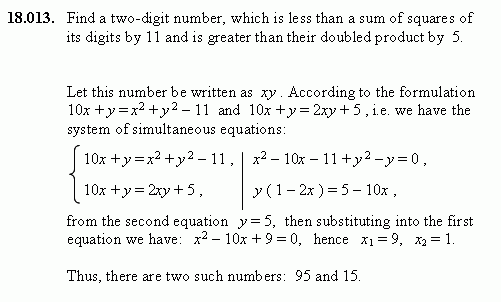 18.013. Find a two-digit number, which is less than a sum of squares of
its digits by 11 and is greater than their doubled product by 5.
Let this number be written as xy . According to the formulation
10x + y = x² + y² – 11 and 10x + y = 2xy + 5 , i.e. we have the
system of simultaneous equations:
10x + y = x² + y² – 11 , | x² – 10x – 11 + y² – y = 0 ,
10x + y = 2xy + 5 , | y ( 1 – 2x ) = 5 – 10x ,
from the second equation y = 5, then substituting into the first
equation we have: x² – 10x + 9 = 0, hence x₁ = 9, x₂ = 1.
Thus, there are two such numbers: 95 and 15.